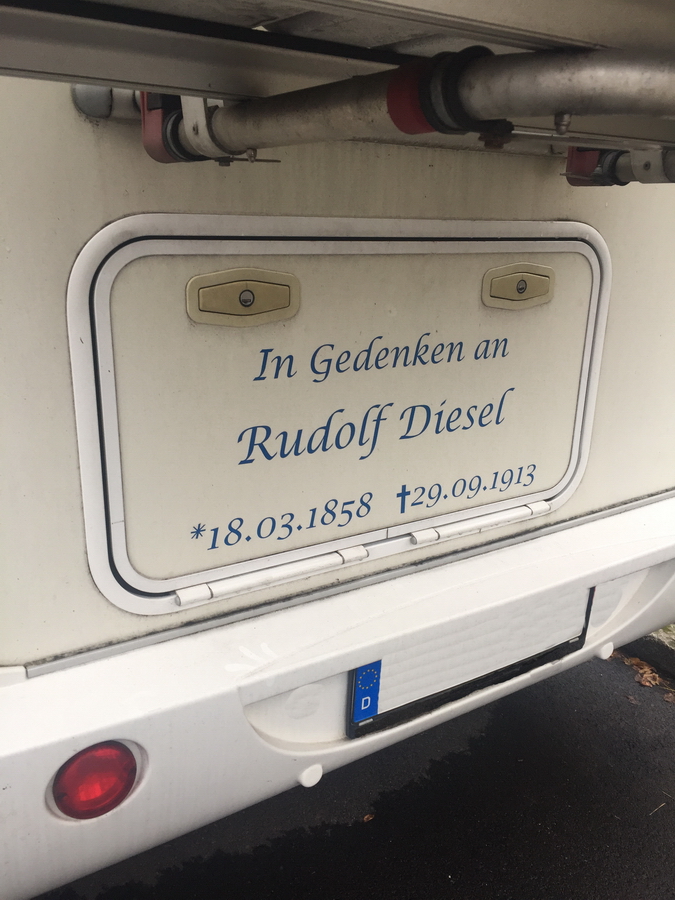 In Gedenken an
Rudolf Diesel
*18.03.1858 †29.09.1913
D